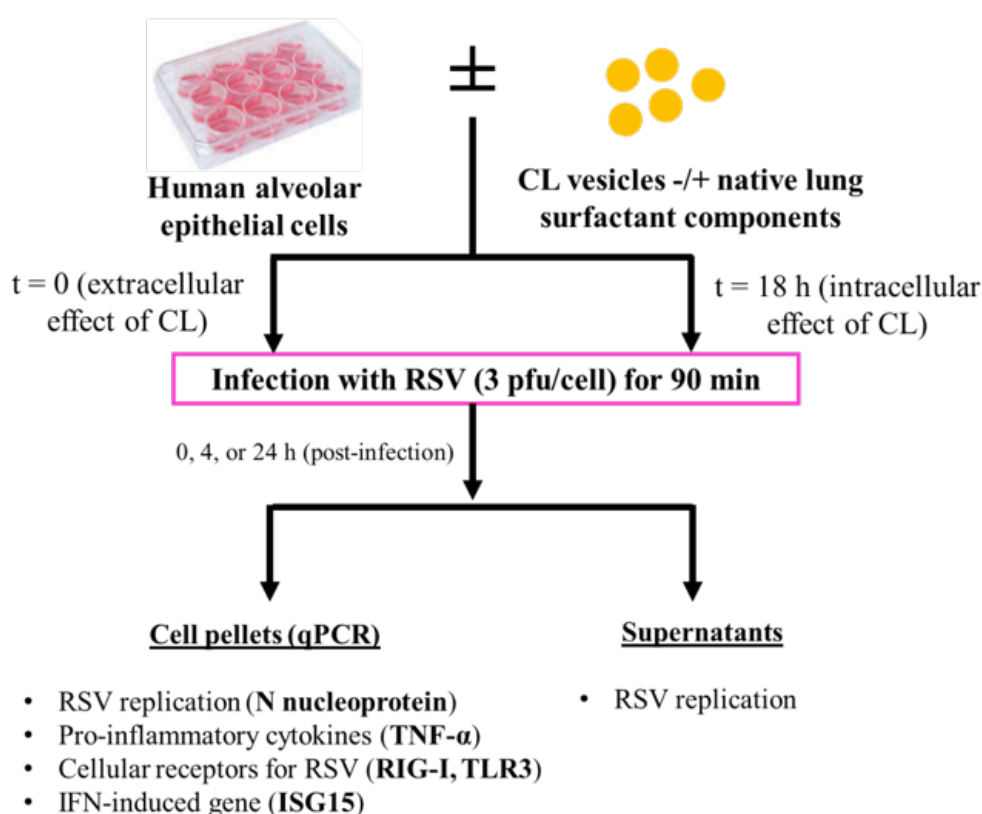 ±
Human alveolar
epithelial cells
CL vesicles -/+ native lung
surfactant components
t = 0 (extracellular
effect of CL)
t = 18 h (intracellular
effect of CL)
Infection with RSV (3 pfu/cell) for 90 min
0, 4, or 24 h (post-infection)
Cell pellets (qPCR)
• RSV replication (N nucleoprotein)
• Pro-inflammatory cytokines (TNF-α)
• Cellular receptors for RSV (RIG-I, TLR3)
• IFN-induced gene (ISG15)
Supernatants
• RSV replication